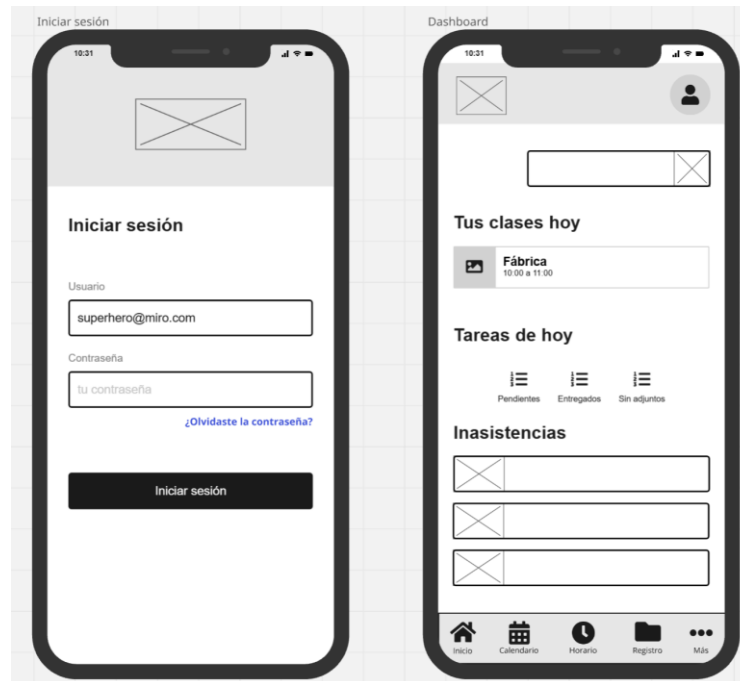 Iniciar sesión
10:31
Iniciar sesión
Usuario
superhero@miro.com
Contraseña
tu contraseña
¿Olvidaste la contraseña?
Iniciar sesión
Dashboard
10:31
Tus clases hoy
Fábrica
10:00 a 11:00
Tareas de hoy
Pendientes Entregados Sin adjuntos
Inasistencias
Inicio Calendario Horario Registro Más